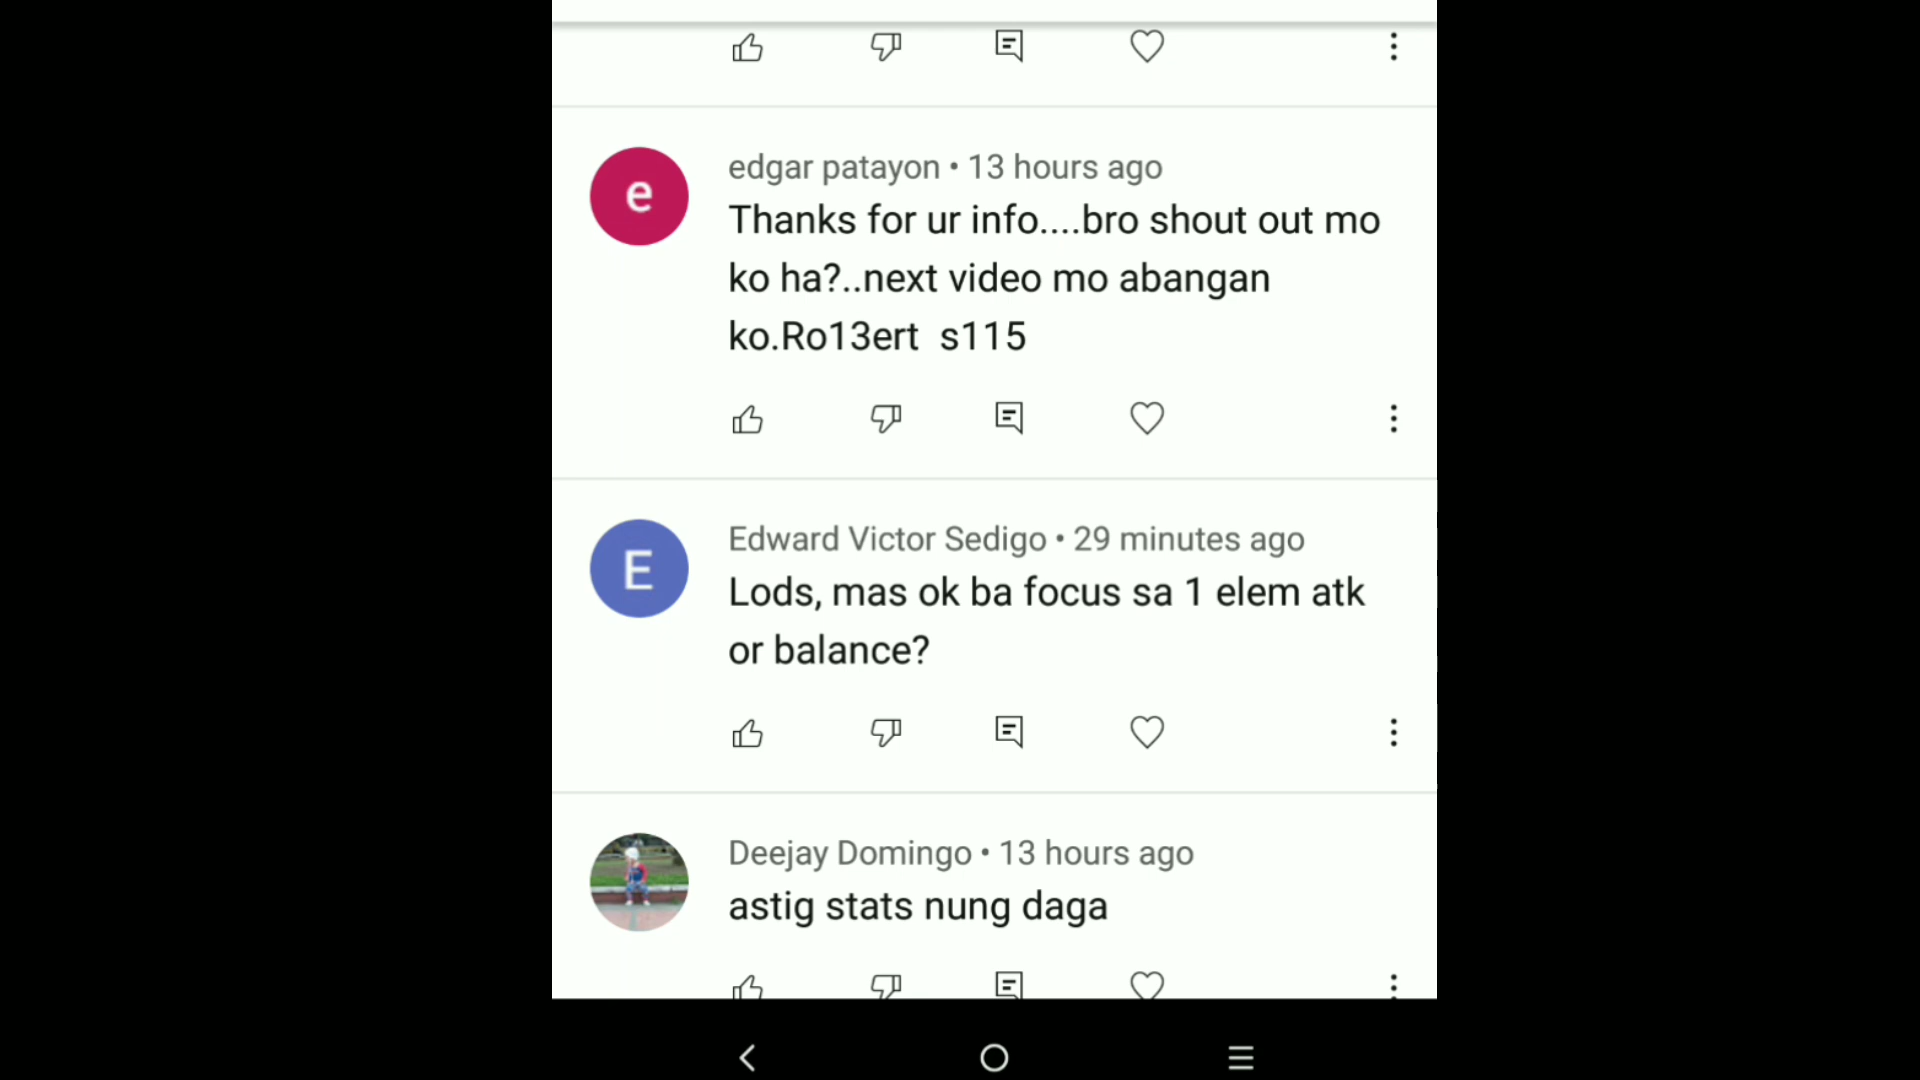 e
edgar patayon • 13 hours ago
Thanks for ur info....bro shout out mo
ko ha?..next video mo abangan
ko.Ro13ert  s115
E
Edward Victor Sedigo • 29 minutes ago
Lods, mas ok ba focus sa 1 elem atk
or balance?
Deejay Domingo • 13 hours ago
astig stats nung daga